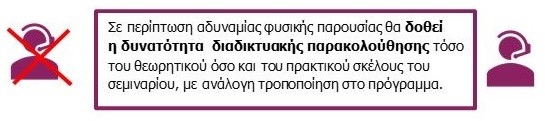 Σε περίπτωση αδυναμίας φυσικής παρουσίας θα δοθεί
η δυνατότητα διαδικτυακής παρακολούθησης τόσο
του θεωρητικού όσο και του πρακτικού σκέλους του
σεμιναρίου, με ανάλογη τροποποίηση στο πρόγραμμα.